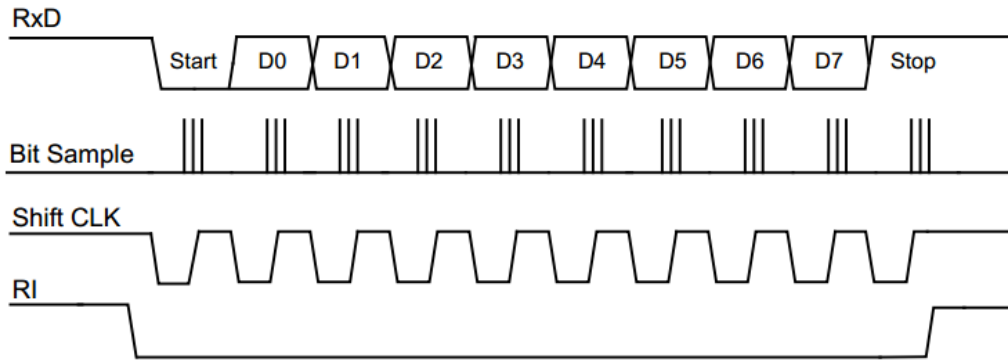 RxD
Start D0 D1 D2 D3 D4 D5 D6 D7 Stop
Bit Sample
Shift CLK
RI